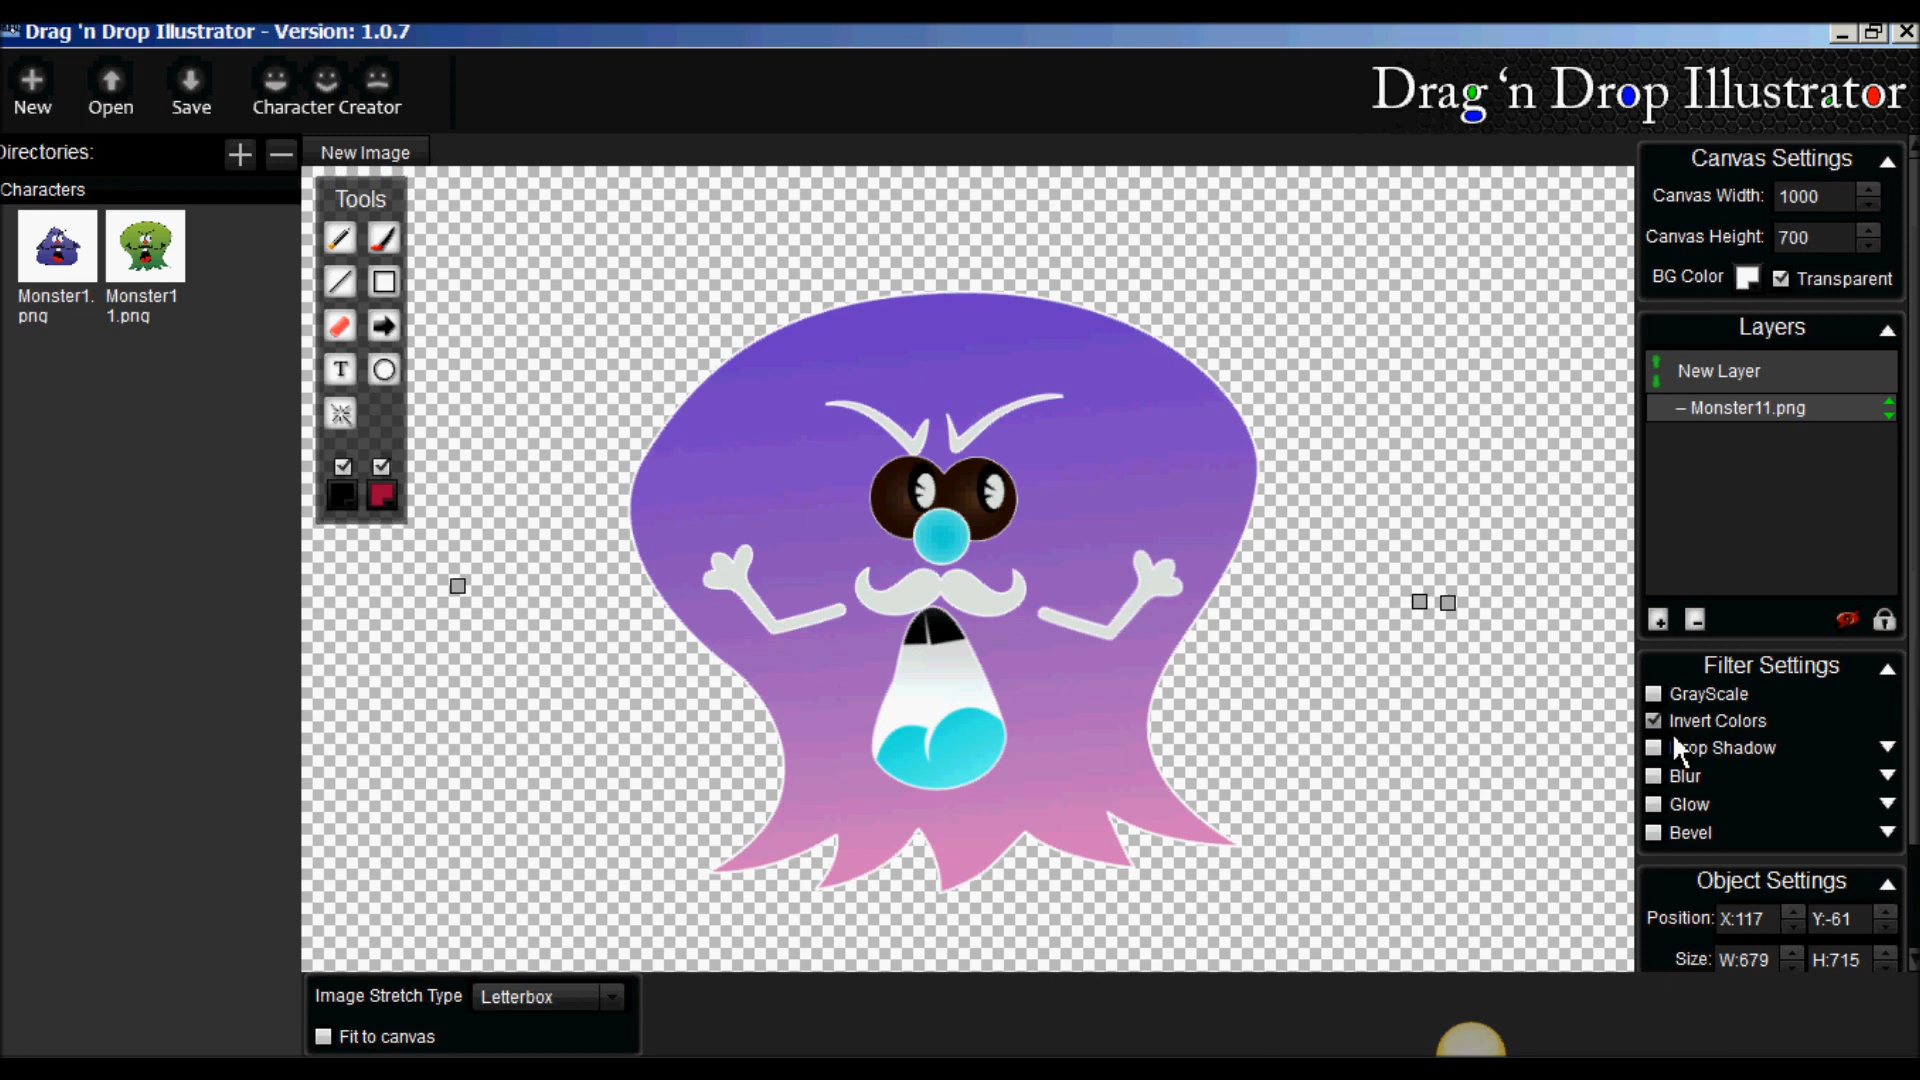 Drag 'n Drop Illustrator - Version: 1.0.7
New
Open
Save
Character Creator
Drag 'n Drop Illustrator
Directories:
Characters
Monster1.
png
Monster1
1.png
New Image
Tools
T
Canvas Settings
Canvas Width: 1000
Canvas Height: 700
BG Color
Transparent
Layers
New Layer
– Monster11.png
Filter Settings
GrayScale
Invert Colors
Drop Shadow
Blur
Glow
Bevel
Object Settings
Position: X:117 Y:-61
Size: W:679 H:715
Image Stretch Type Letterbox
Fit to canvas